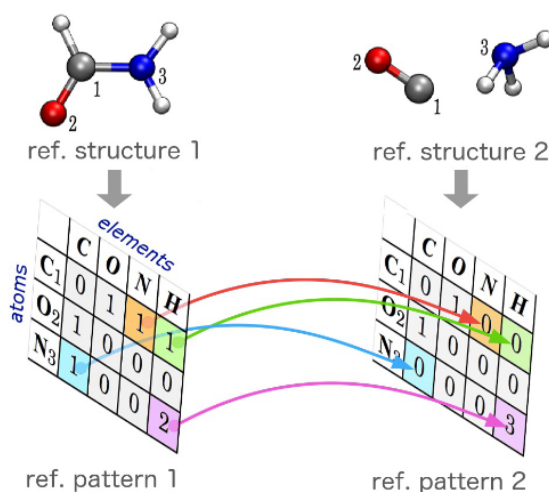 1
2
3
ref. structure 1
2
1
3
ref. structure 2
elements
atoms
C O N H
C1 0 1 1 1
O2 1 0 0 0
N3 1 0 0 2
ref. pattern 1
C O N H
C1 0 1 0 0
O2 1 0 0 0
N3 0 0 0 3
ref. pattern 2